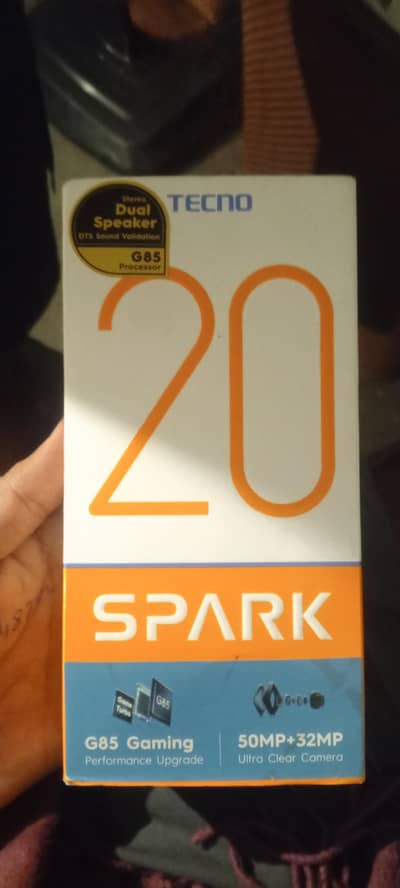 Stereo
Dual
Speaker
DTS Sound Validation
G85
Processor
TECNO
20
SPARK
G85
G85 Gaming
Performance Upgrade
50MP+32MP
Ultra Clear Camera